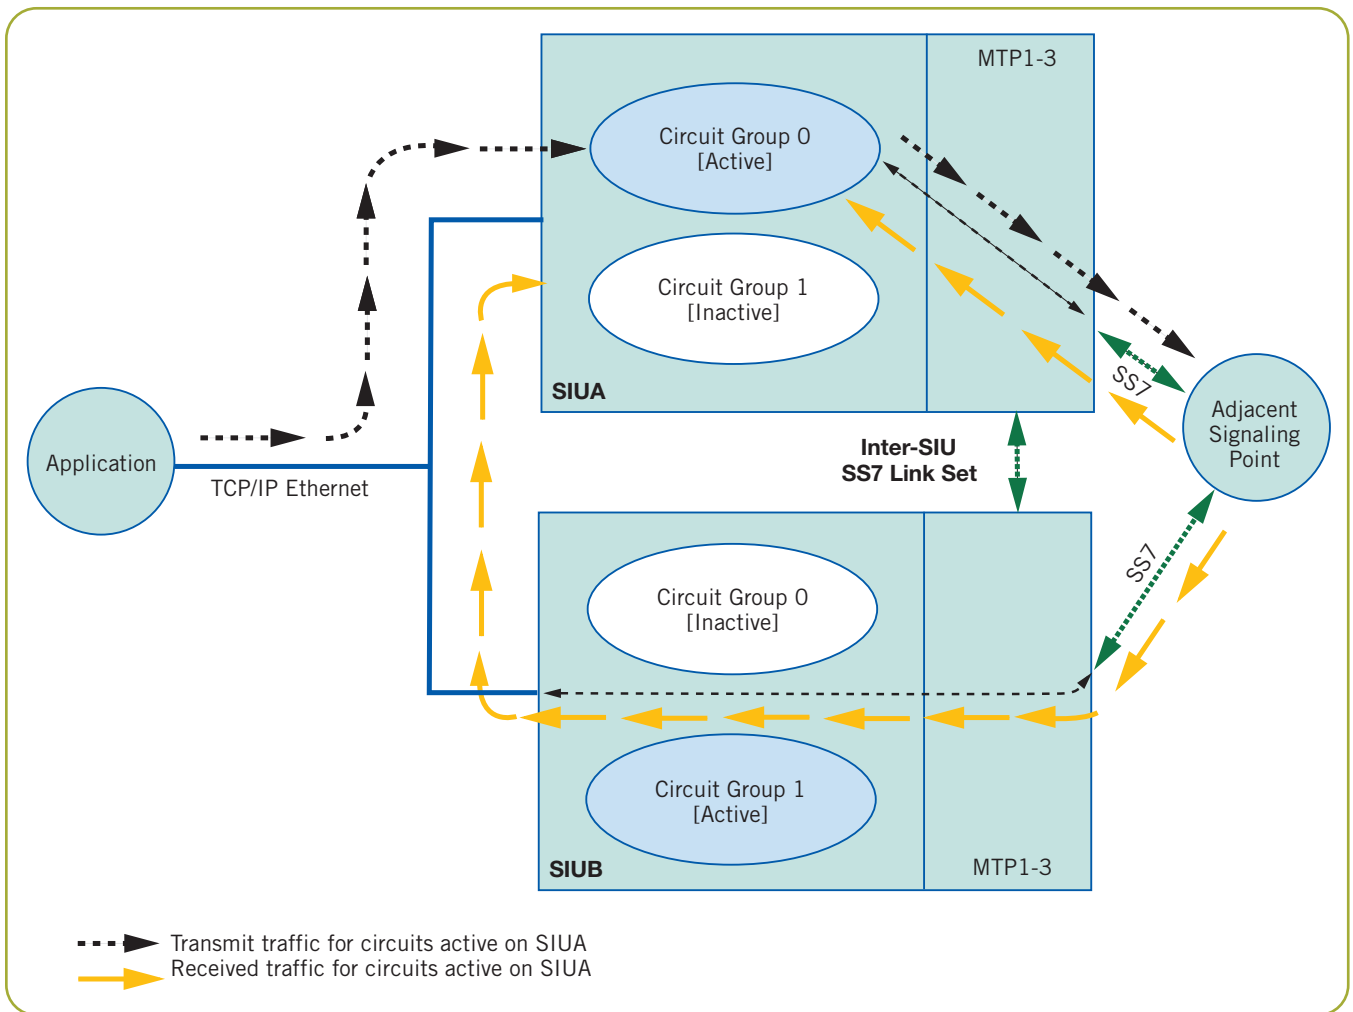 MTP1-3
Circuit Group 0
[Active]
Circuit Group 1
[Inactive]
SIUA
SS7
Adjacent
Signaling
Point
Application
TCP/IP Ethernet
Inter-SIU
SS7 Link Set
SS7
Circuit Group 0
[Inactive]
Circuit Group 1
[Active]
SIUB
MTP1-3
Transmit traffic for circuits active on SIUA
Received traffic for circuits active on SIUA